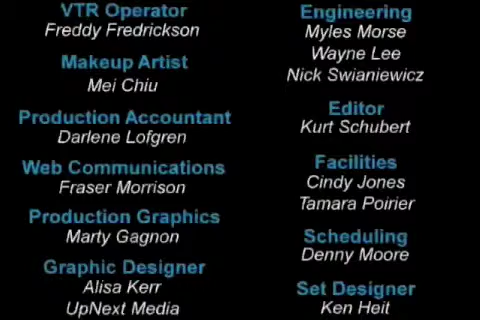 VTR Operator
Freddy Fredrickson
Makeup Artist
Mei Chiu
Production Accountant
Darlene Lofgren
Web Communications
Fraser Morrison
Production Graphics
Marty Gagnon
Graphic Designer
Alisa Kerr
UpNext Media
Engineering
Myles Morse
Wayne Lee
Nick Swianiewicz
Editor
Kurt Schubert
Facilities
Cindy Jones
Tamara Poirier
Scheduling
Denny Moore
Set Designer
Ken Heit